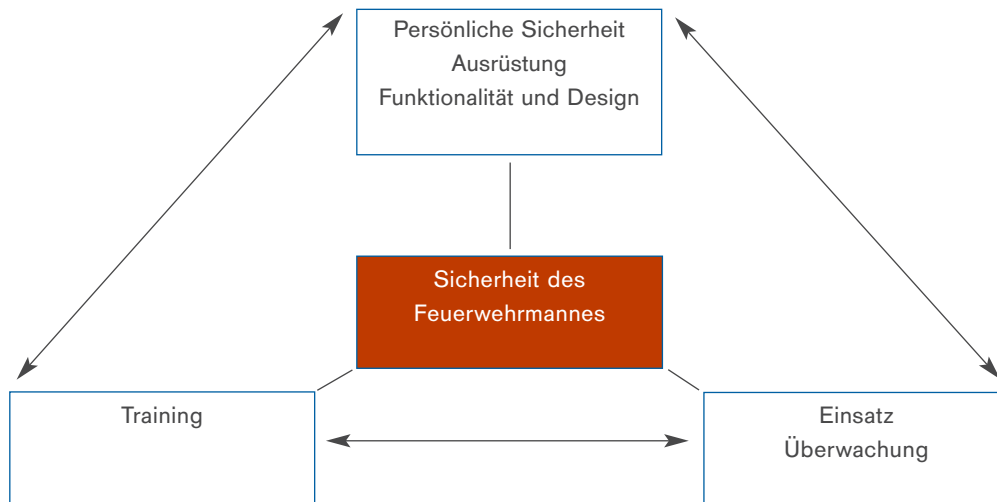 Persönliche Sicherheit
Ausrüstung
Funktionalität und Design
Sicherheit des
Feuerwehrmannes
Training
Einsatz
Überwachung